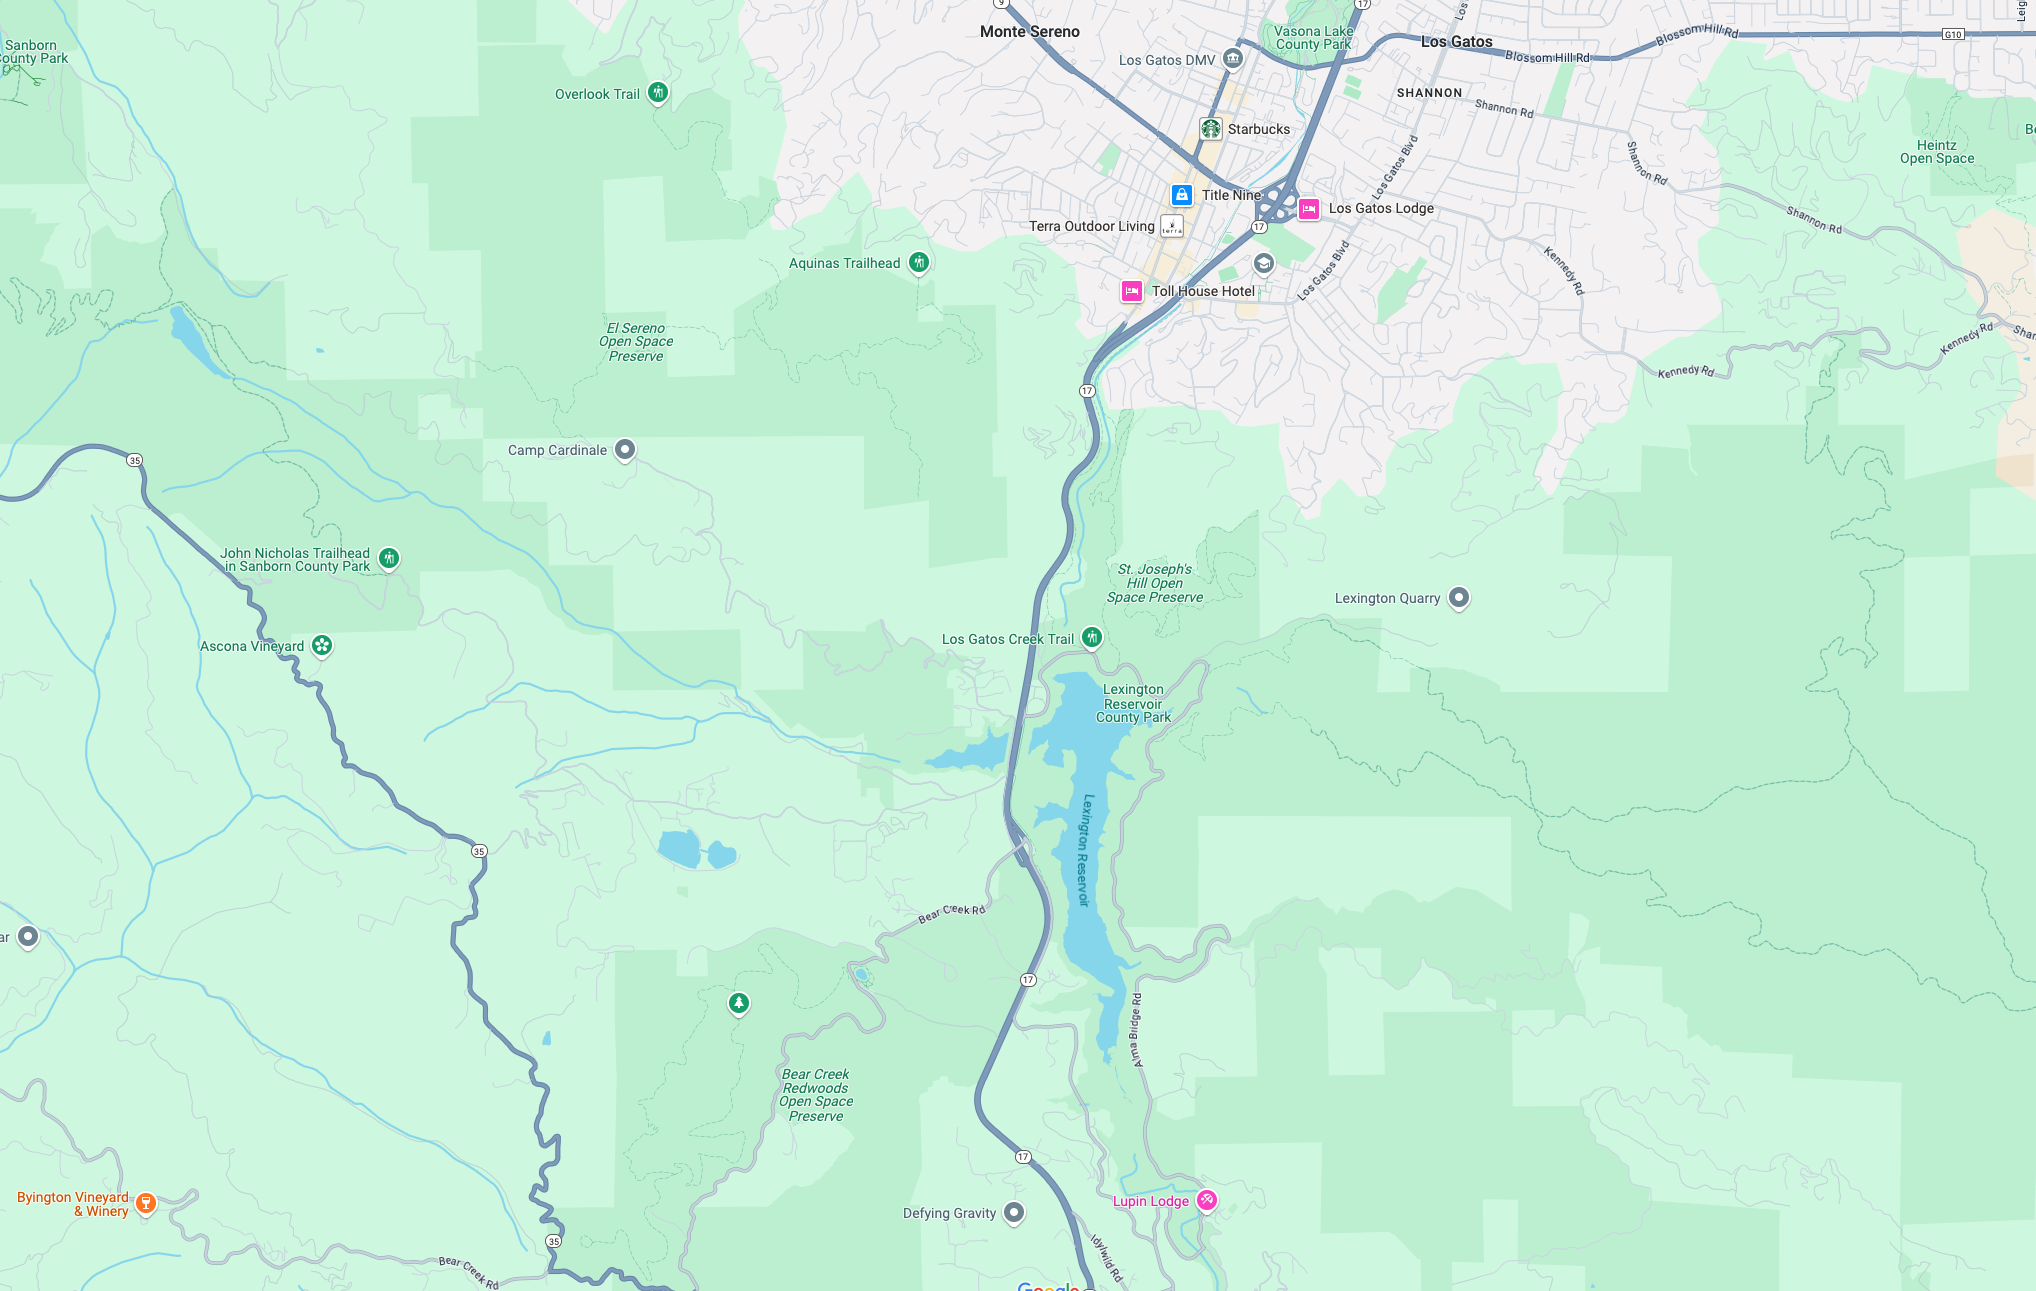 9
17
Monte Sereno
Vasona Lake
County Park
Los Gatos
Blossom Hill Rd
G10
Sanborn
County Park
Los Gatos DMV
Blossom Hill Rd
Overlook Trail
SHANNON
Shannon Rd
Starbucks
Heintz
Open Space
Los Gatos Blvd
Shannon Rd
Title Nine
Los Gatos Lodge
terra
Terra Outdoor Living
17
Shannon Rd
Aquinas Trailhead
Los Gatos Blvd
Kennedy Rd
Toll House Hotel
El Sereno
Open Space
Preserve
Kennedy Rd
Kennedy Rd
17
Camp Cardinale
35
John Nicholas Trailhead
in Sanborn County Park
St. Joseph's
Hill Open
Space Preserve
Lexington Quarry
Los Gatos Creek Trail
Ascona Vineyard
Lexington
Reservoir
County Park
Lexington Reservoir
35
Bear Creek Rd
17
Alma Bridge Rd
Bear Creek
Redwoods
Open Space
Preserve
17
Byington Vineyard
& Winery
Lupin Lodge
Defying Gravity
35
Idylwild Rd
Bear Creek Rd
Google